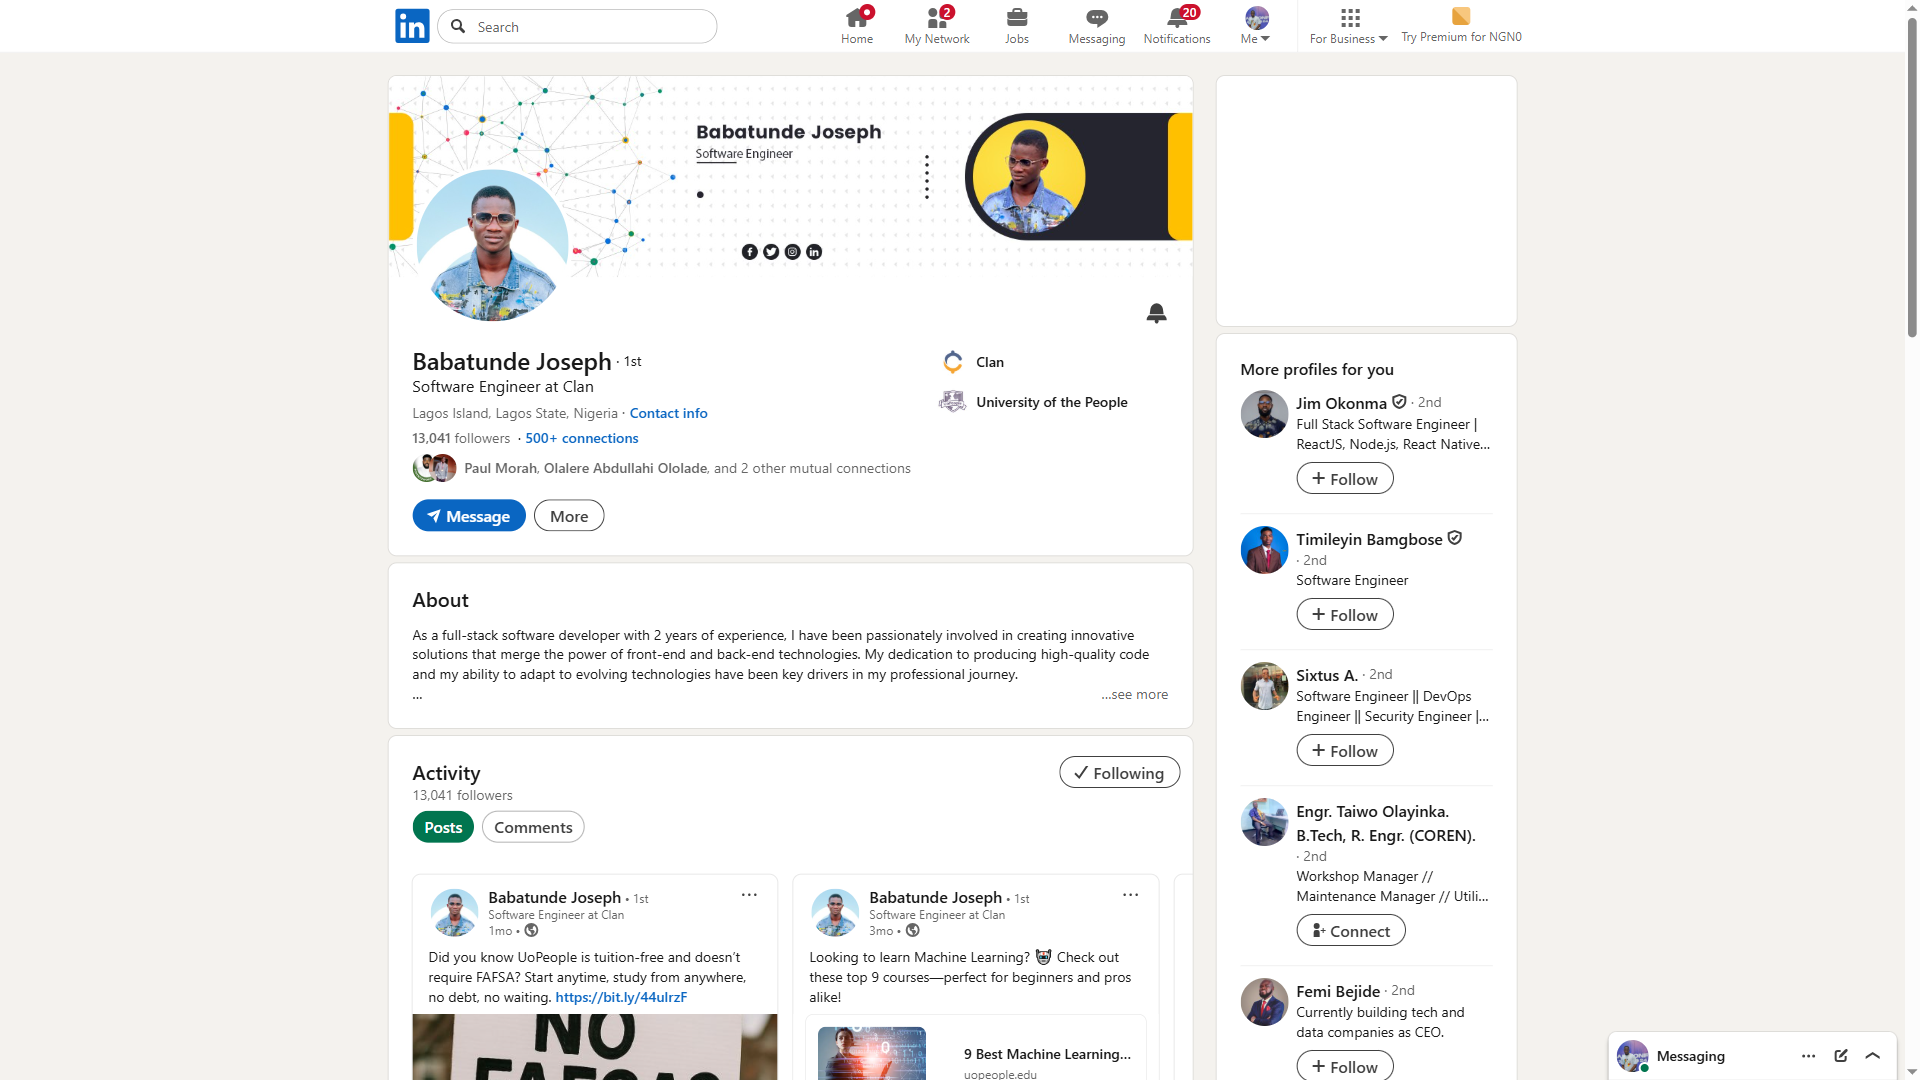 in
Search
Home
2
My Network
Jobs
Messaging
20
Notifications
Me
For Business
Try Premium for NGN0
Babatunde Joseph
Software Engineer
Babatunde Joseph · 1st
Software Engineer at Clan
Lagos Island, Lagos State, Nigeria · Contact info
13,041 followers · 500+ connections
Paul Morah, Olalere Abdullahi Ololade, and 2 other mutual connections
Message
More
Clan
University of the People
About
As a full-stack software developer with 2 years of experience, I have been passionately involved in creating innovative
solutions that merge the power of front-end and back-end technologies. My dedication to producing high-quality code
and my ability to adapt to evolving technologies have been key drivers in my professional journey.
...
...see more
Activity
13,041 followers
Following
Posts
Comments
Babatunde Joseph • 1st
Software Engineer at Clan
1mo •
Did you know UoPeople is tuition-free and doesn't
require FAFSA? Start anytime, study from anywhere,
no debt, no waiting. https://bit.ly/44ulrzF
NO
FAFSA?
Babatunde Joseph • 1st
Software Engineer at Clan
3mo •
Looking to learn Machine Learning? 🤖 Check out
these top 9 courses—perfect for beginners and pros
alike!
9 Best Machine Learning...
uopeople.edu
More profiles for you
Jim Okonma · 2nd
Full Stack Software Engineer |
ReactJS, Node.js, React Native...
+ Follow
Timileyin Bamgbose
· 2nd
Software Engineer
+ Follow
Sixtus A. · 2nd
Software Engineer || DevOps
Engineer || Security Engineer |...
+ Follow
Engr. Taiwo Olayinka.
B.Tech, R. Engr. (COREN).
· 2nd
Workshop Manager //
Maintenance Manager // Utili...
Connect
Femi Bejide · 2nd
Currently building tech and
data companies as CEO.
+ Follow
Messaging